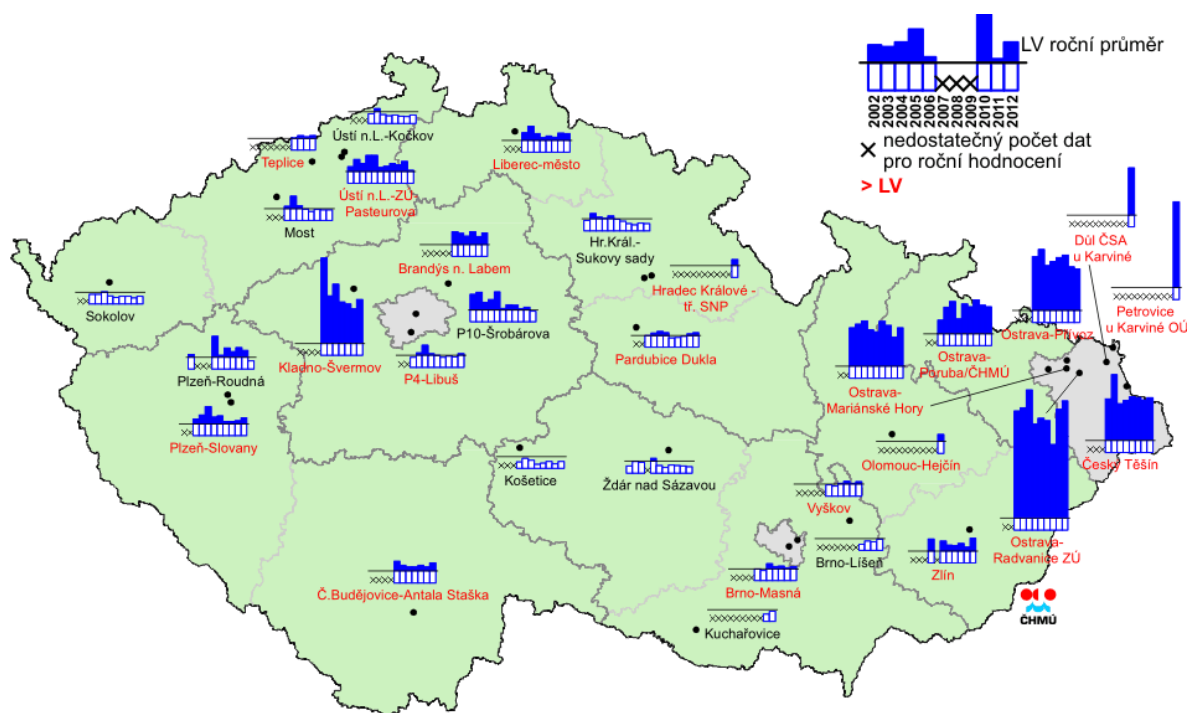 LV roční průměr
2002
2003
2004
2005
2006
2007
2008
2009
2010
2011
2012
nedostatečný počet dat
pro roční hodnocení
> LV
Ústí n.L.-Kočkov
Teplice
Liberec-město
Ústí n.L.-ZÚ-
Pasteurova
Most
Hr.Král.-
Sukovy sady
Důl ČSA
u Karviné
Brandýs n. Labem
Hradec Králové -
tř. SNP
Sokolov
Petrovice
u Karviné OÚ
P10-Šrobárova
Ostrava-Přívoz
Kladno-Švermov
Plzeň-Roudná
P4-Libuš
Pardubice Dukla
Ostrava-
Poruba/ČHMÚ
Ostrava-
Mariánské Hory
Plzeň-Slovany
Olomouc-Hejčín
Český Těšín
Košetice
Ždár nad Sázavou
Vyškov
Ostrava-
Radvanice ZÚ
Brno-Líšeň
Zlín
Č.Budějovice-Antala Staška
Brno-Masná
Kuchařovice
ČHMÚ